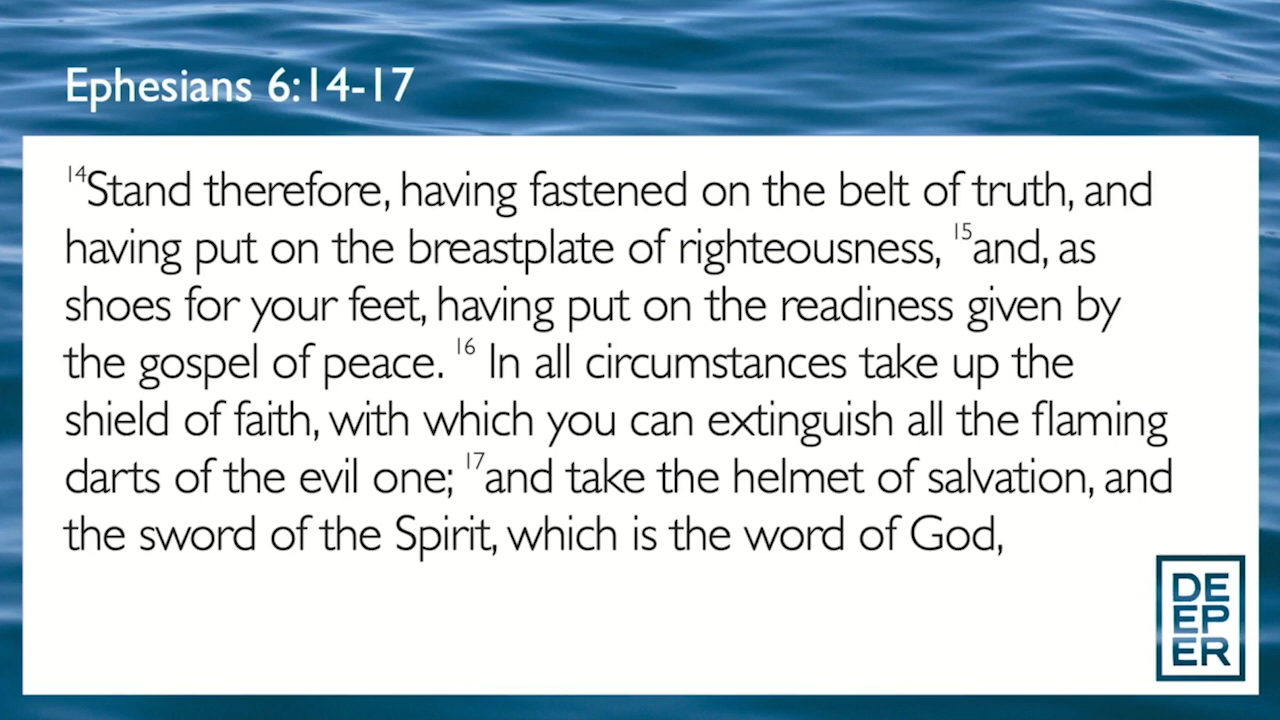 Ephesians 6:14-17
14Stand therefore, having fastened on the belt of truth, and
having put on the breastplate of righteousness, 15and, as
shoes for your feet, having put on the readiness given by
the gospel of peace. 16 In all circumstances take up the
shield of faith, with which you can extinguish all the flaming
darts of the evil one; 17and take the helmet of salvation, and
the sword of the Spirit, which is the word of God,
DE
EP
ER